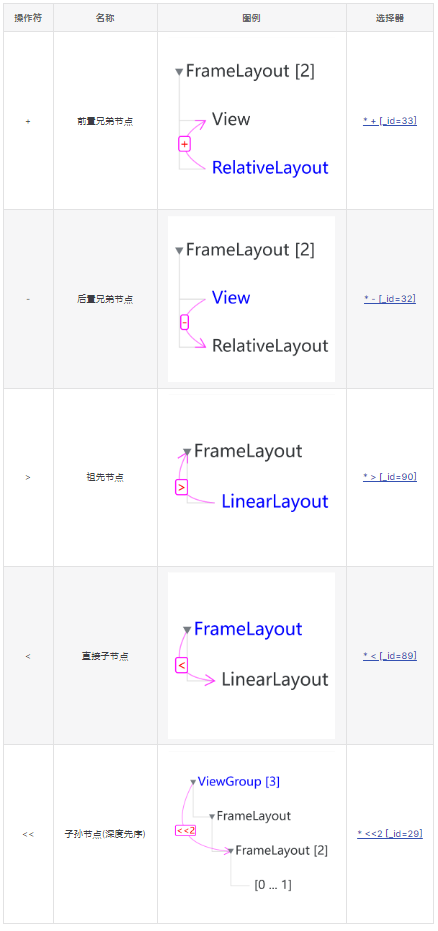 操作符 名称 图例 选择器
FrameLayout [2]
View
+ 前置兄弟节点 + * + [_id=33]
RelativeLayout
FrameLayout [2]
View
- 后置兄弟节点 - * - [_id=32]
RelativeLayout
FrameLayout
> 祖先节点 > * > [_id=90]
LinearLayout
FrameLayout
< 直接子节点 < * < [_id=89]
LinearLayout
ViewGroup [3]
FrameLayout
<< 子孙节点(深度先序) <<2 * <<2 [_id=29]
FrameLayout [2]
[0 ... 1]